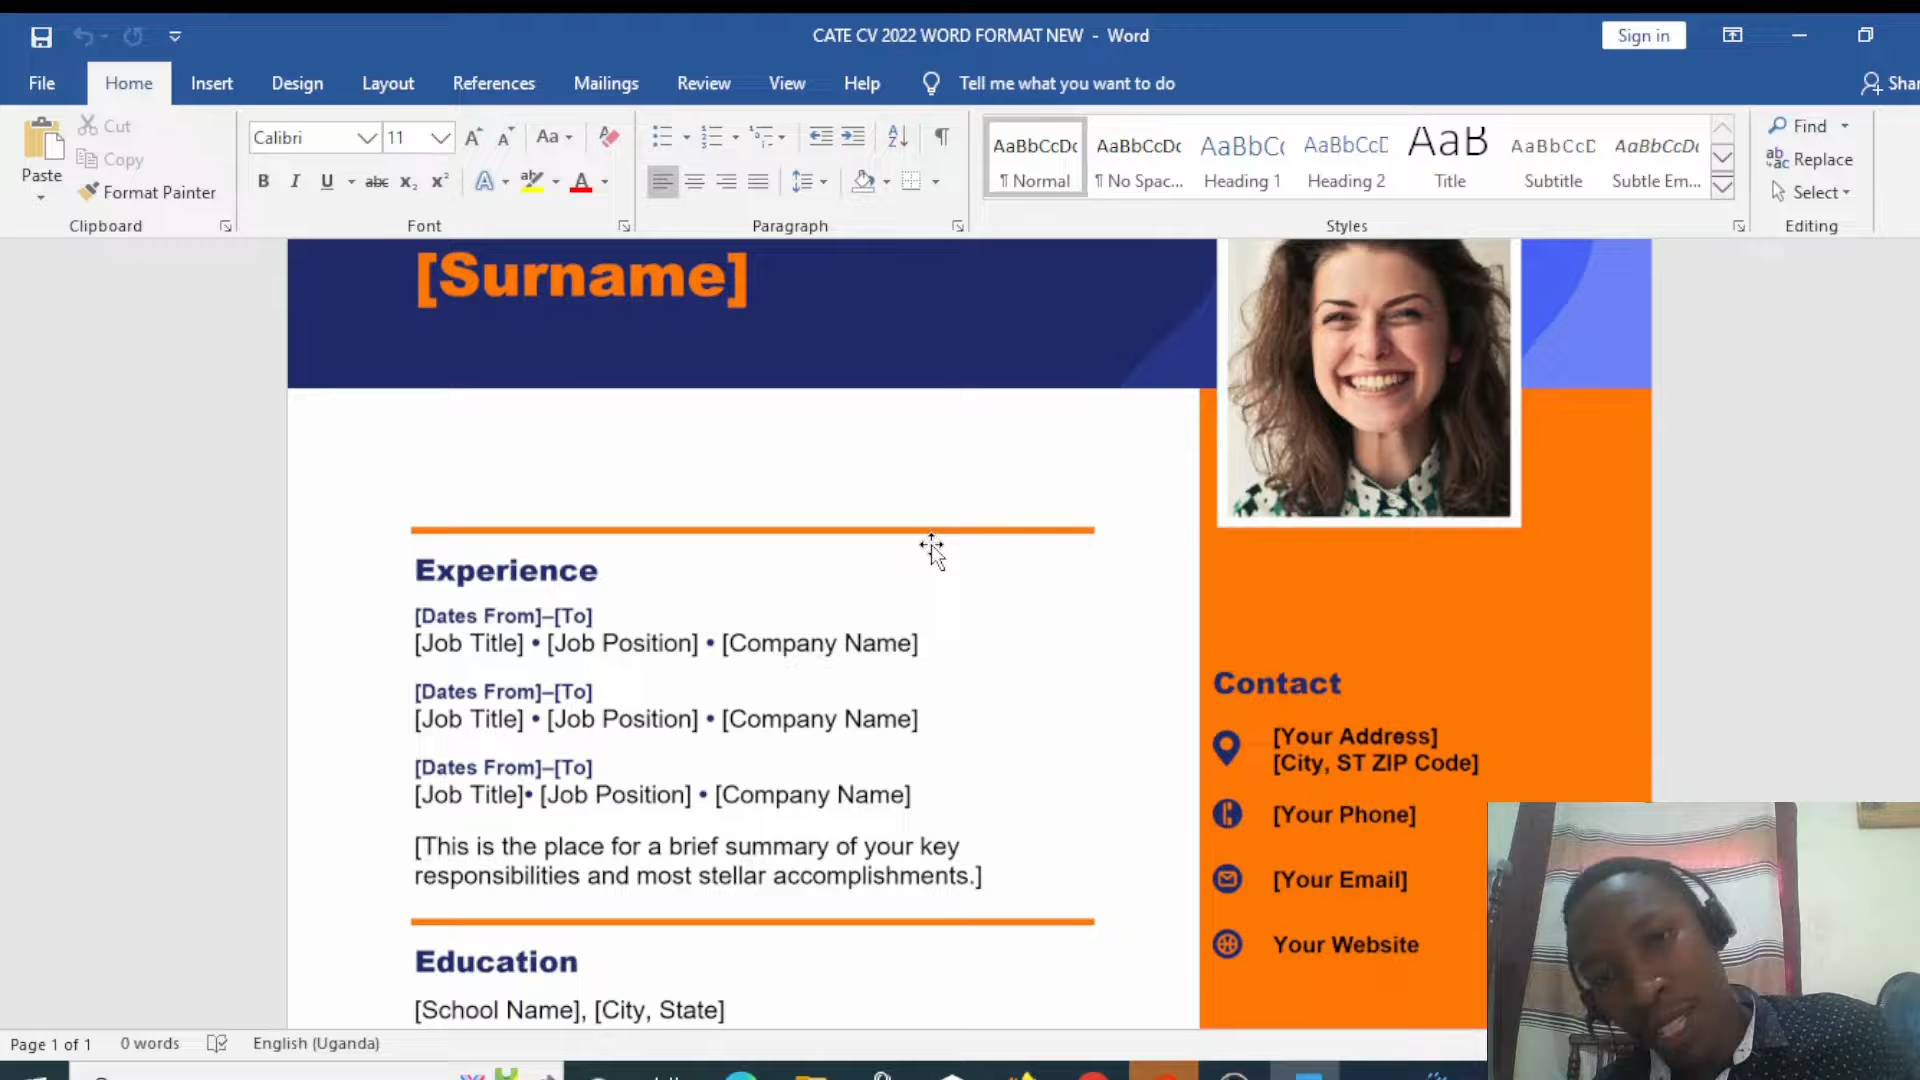 CATE CV 2022 WORD FORMAT NEW - Word
Sign in
File
Home
Insert
Design
Layout
References
Mailings
Review
View
Help
Tell me what you want to do
Paste
Cut
Copy
Format Painter
Clipboard
Calibri
11
Aa
B I U abc X₂ X²
A
Font
Paragraph
AaBbCcDc
¶ Normal
AaBbCcDc
¶ No Spac...
AaBbCc
Heading 1
AaBbCcD
Heading 2
AaB
Title
AaBbCcD
Subtitle
AaBbCcDc
Subtle Em...
Styles
Find
Replace
Select
Editing
[Surname]
Experience
[Dates From]–[To]
[Job Title] • [Job Position] • [Company Name]
[Dates From]–[To]
[Job Title] • [Job Position] • [Company Name]
[Dates From]–[To]
[Job Title]• [Job Position] • [Company Name]
[This is the place for a brief summary of your key
responsibilities and most stellar accomplishments.]
Education
[School Name], [City, State]
Contact
[Your Address]
[City, ST ZIP Code]
[Your Phone]
[Your Email]
Your Website
Page 1 of 1
0 words
English (Uganda)